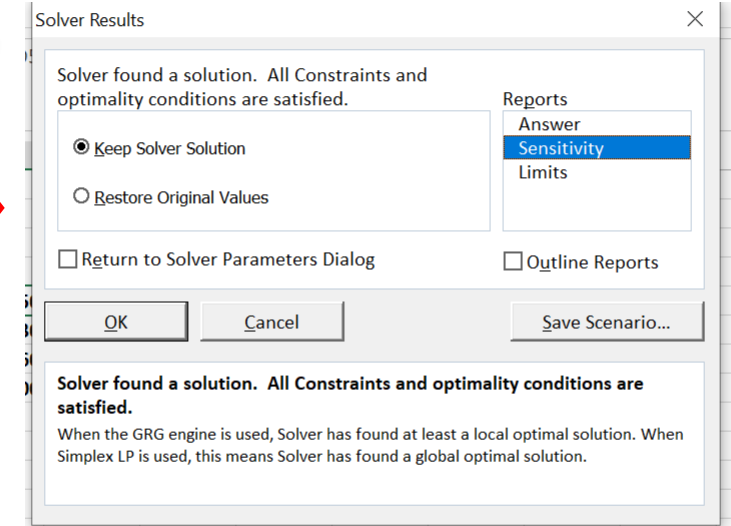 Solver Results
Solver found a solution. All Constraints and
optimality conditions are satisfied.
Reports
Answer
Keep Solver Solution
Sensitivity
Limits
Restore Original Values
Return to Solver Parameters Dialog
Outline Reports
OK
Cancel
Save Scenario...
Solver found a solution. All Constraints and optimality conditions are
satisfied.
When the GRG engine is used, Solver has found at least a local optimal solution. When
Simplex LP is used, this means Solver has found a global optimal solution.